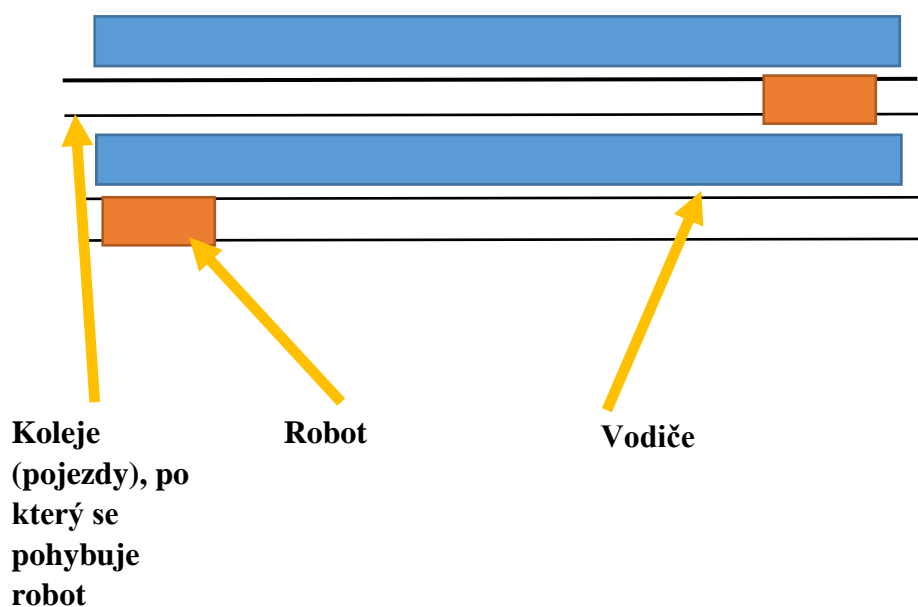 Koleje
(pojezdy), po
který se
pohybuje
robot
Robot
Vodiče